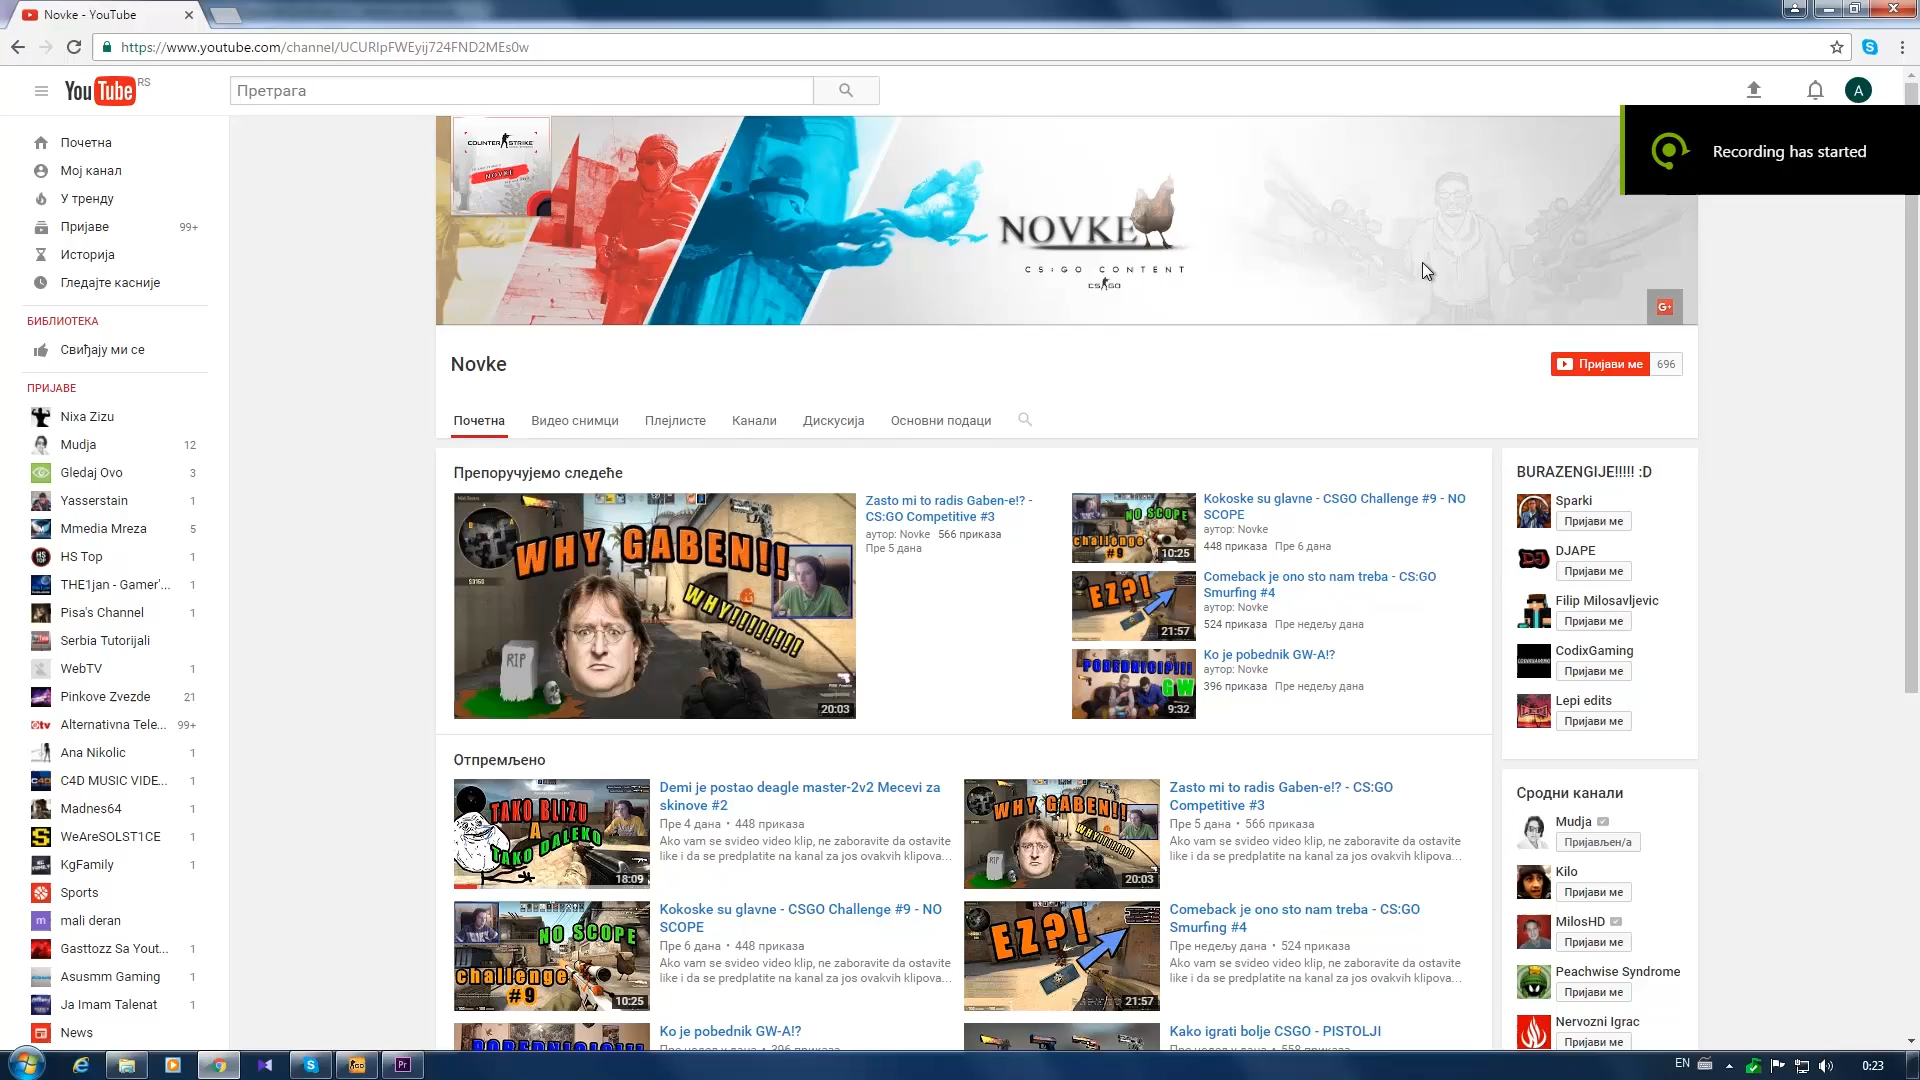 Novke - YouTube
https://www.youtube.com/channel/UCURlpFWEyij724FND2MEs0w
YouTube RS
Претрага
A
Recording has started
Почетна
Мој канал
У тренду
Пријаве 99+
Историја
Гледајте касније
БИБЛИОТЕКА
Свиђају ми се
ПРИЈАВЕ
Nixa Zizu
Mudja 12
Gledaj Ovo 3
Yasserstain 1
Mmedia Mreza 5
HS Top 1
THE1jan - Gamer'... 1
Pisa's Channel 1
Serbia Tutorijali
WebTV 1
Pinkove Zvezde 21
Alternativna Tele... 99+
Ana Nikolic 1
C4D MUSIC VIDE... 1
Madnes64 1
WeAreSOLST1CE 1
KgFamily 1
Sports
mali deran
Gasttozz Sa Yout... 1
Asusmm Gaming 1
Ja Imam Talenat 1
News
COUNTER STRIKE
NOVKE
NOVKE
CS:GO CONTENT
CS GO
G+
Novke
Пријави ме 696
Почетна Видео снимци Плејлисте Канали Дискусија Основни подаци
Препоручујемо следеће
WHY GABEN!!
WHY!!!!!!!!!
RIP
20:03
Zasto mi to radis Gaben-e!? -
CS:GO Competitive #3
аутор: Novke 566 приказа
Пре 5 дана
NO SCOPE
challenge
#9
10:25
Kokoske su glavne - CSGO Challenge #9 - NO
SCOPE
аутор: Novke
448 приказа Пре 6 дана
EZ?!
21:57
Comeback je ono sto nam treba - CS:GO
Smurfing #4
аутор: Novke
524 приказа Пре недељу дана
GW
9:32
Ko je pobednik GW-A!?
аутор: Novke
396 приказа Пре недељу дана
Отпремљено
TAKO BLIZU
A
TAKO DALEKO
18:09
Demi je postao deagle master-2v2 Mecevi za
skinove #2
Пре 4 дана • 448 приказа
Ako vam se svideo video klip, ne zaboravite da ostavite
like i da se predplatite na kanal za jos ovakvih klipova...
WHY GABEN!!
RIP
20:03
Zasto mi to radis Gaben-e!? - CS:GO
Competitive #3
Пре 5 дана • 566 приказа
Ako vam se svideo video klip, ne zaboravite da ostavite
like i da se predplatite na kanal za jos ovakvih klipova...
NO SCOPE
challenge
#9
10:25
Kokoske su glavne - CSGO Challenge #9 - NO
SCOPE
Пре 6 дана • 448 приказа
Ako vam se svideo video klip, ne zaboravite da ostavite
like i da se predplatite na kanal za jos ovakvih klipova...
EZ?!
21:57
Comeback je ono sto nam treba - CS:GO
Smurfing #4
Пре недељу дана • 524 приказа
Ako vam se svideo video klip, ne zaboravite da ostavite
like i da se predplatite na kanal za jos ovakvih klipova...
Ko je pobednik GW-A!?
Kako igrati bolje CSGO - PISTOLJI
BURAZENGIJE!!!!! :D
Sparki
Пријави ме
DJAPE
Пријави ме
Filip Milosavljevic
Пријави ме
CodixGaming
Пријави ме
Lepi edits
Пријави ме
Сродни канали
Mudja
Пријављен/а
Kilo
Пријави ме
MilosHD
Пријави ме
Peachwise Syndrome
Пријави ме
Nervozni Igrac
Пријави ме
EN
0:23